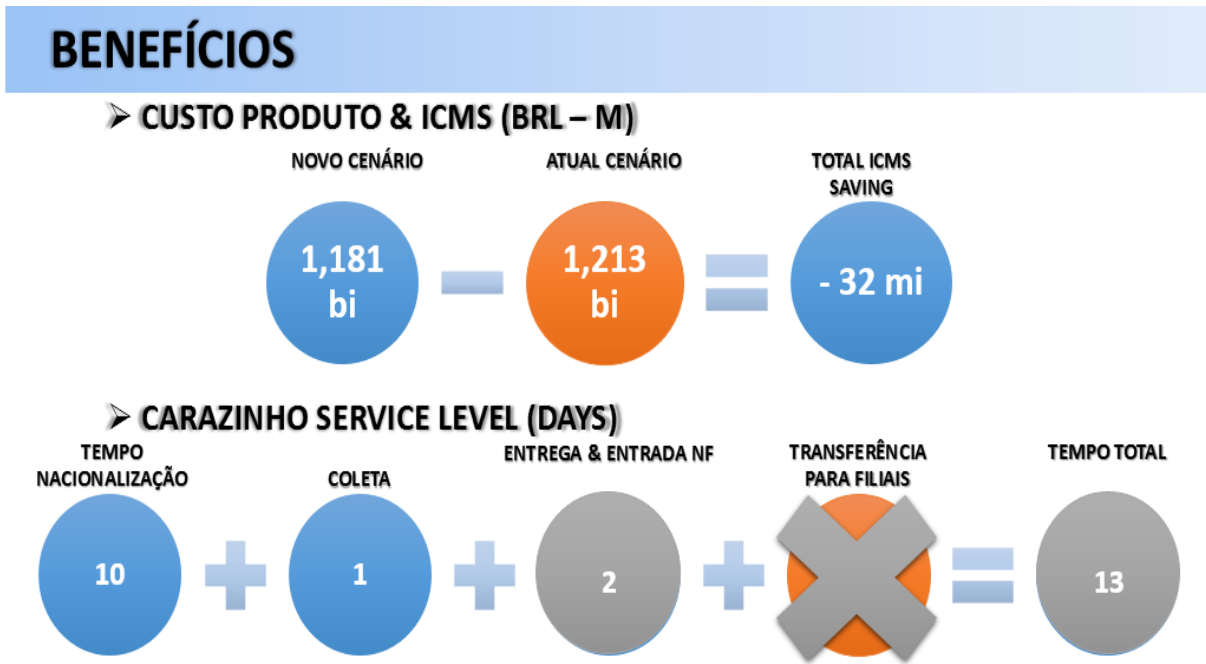 BENEFÍCIOS
➢ CUSTO PRODUTO & ICMS (BRL – M)
NOVO CENÁRIO
ATUAL CENÁRIO
TOTAL ICMS
SAVING
1,181
bi
1,213
bi
- 32 mi
➢ CARAZINHO SERVICE LEVEL (DAYS)
TEMPO
NACIONALIZAÇÃO
COLETA
ENTREGA & ENTRADA NF
TRANSFERÊNCIA
PARA FILIAIS
TEMPO TOTAL
10
1
2
13